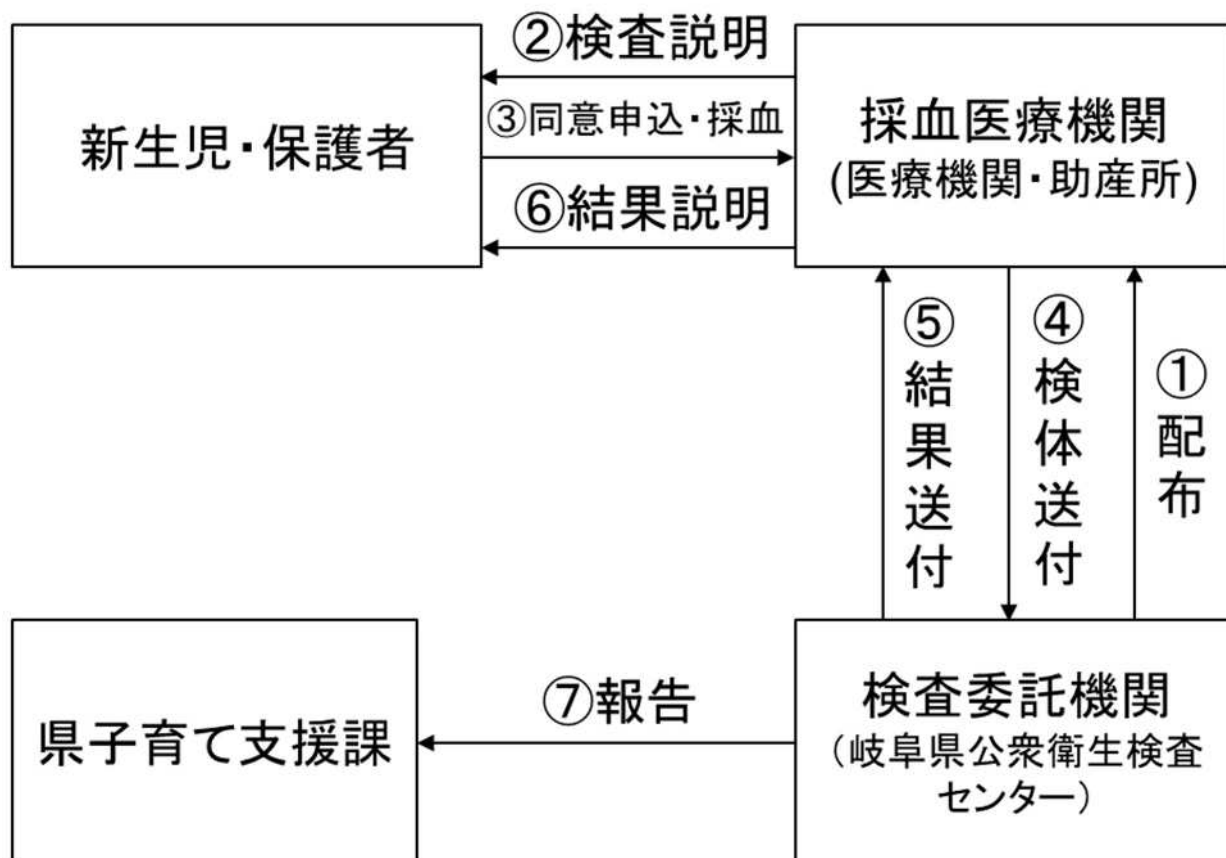 ②検査説明
新生児・保護者
③同意申込・採血
⑥結果説明
採血医療機関
(医療機関・助産所)
⑤結果送付
④検体送付
①配布
県子育て支援課
⑦報告
検査委託機関
(岐阜県公衆衛生検査
センター)